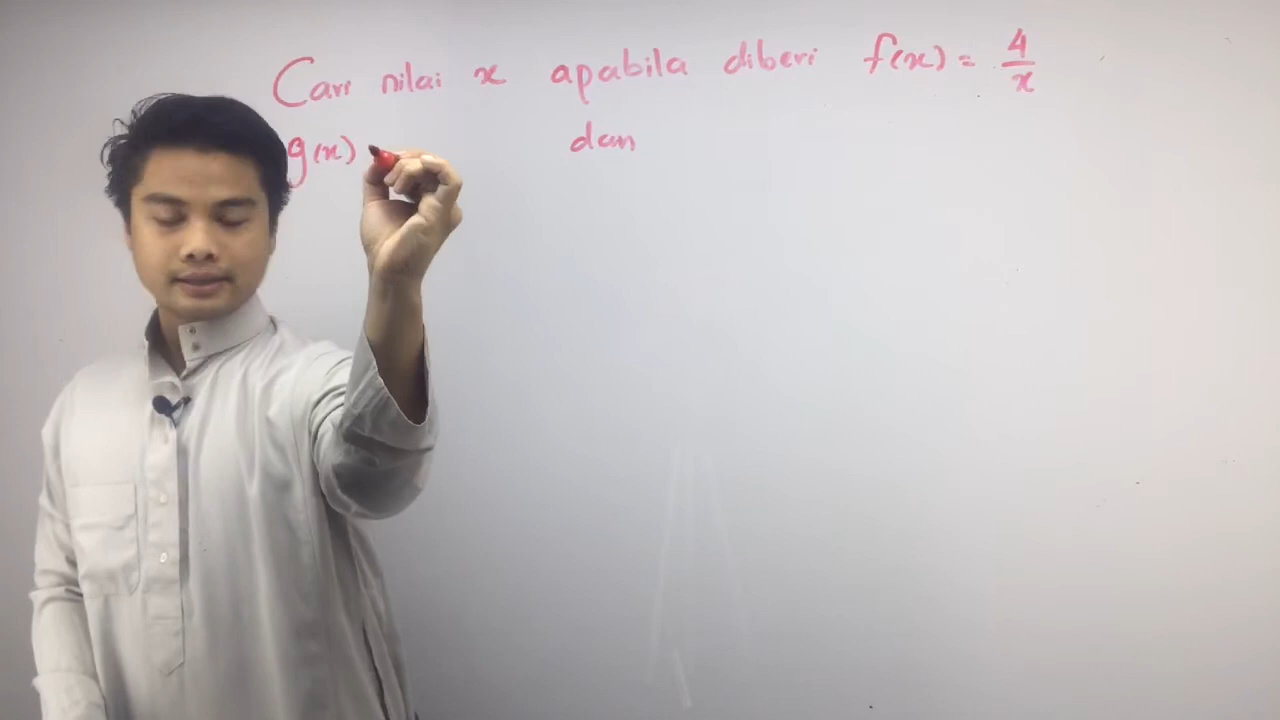 Cari nilai x apabila diberi f(x) = 4/x
g(x) dan